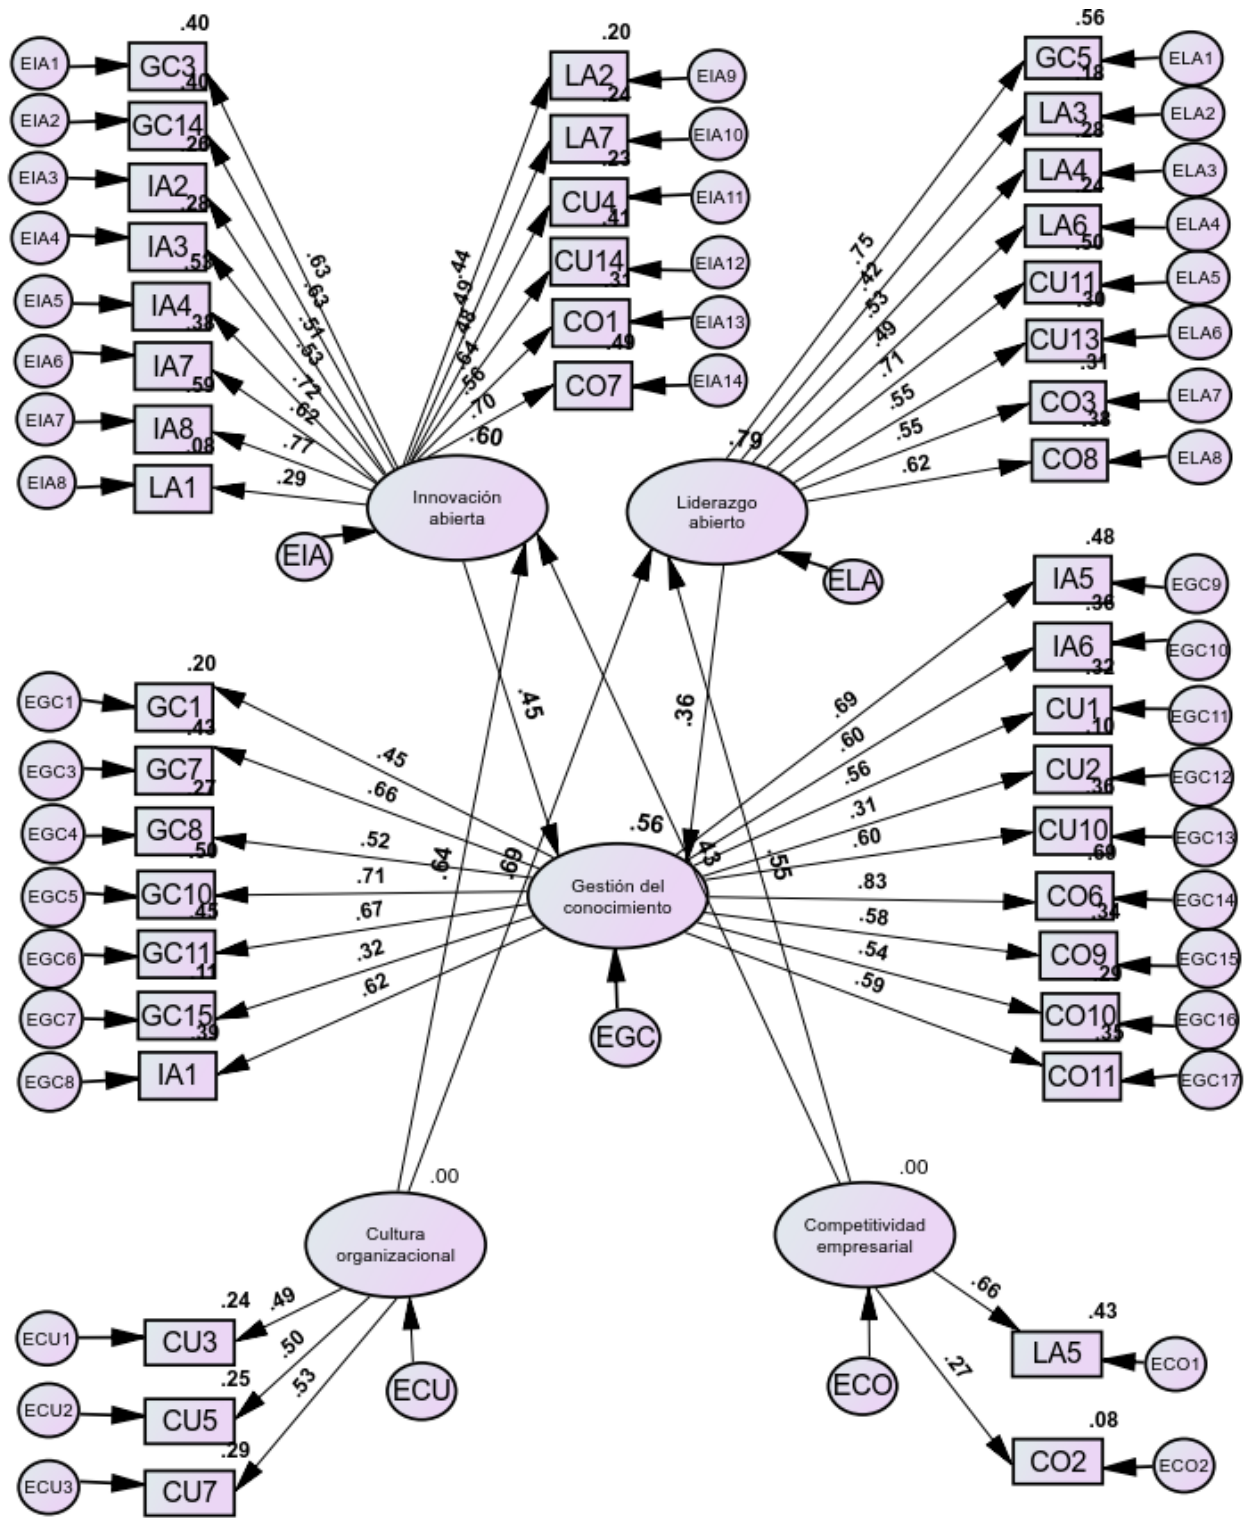 .40
EIA1
GC3
.40
EIA2
GC14
.26
EIA3
IA2
.28
EIA4
IA3
.53
EIA5
IA4
.38
EIA6
IA7
.59
EIA7
IA8
.08
EIA8
LA1
.63
.63
.51
.53
.72
.62
.77
.29
.20
LA2
EIA9
.24
LA7
EIA10
.23
CU4
EIA11
.41
CU14
EIA12
.31
CO1
EIA13
.49
CO7
EIA14
.44
.49
.48
.64
.56
.70
.60
Innovación
abierta
EIA
.56
GC5
ELA1
.18
LA3
ELA2
.28
LA4
ELA3
.24
LA6
ELA4
.50
CU11
ELA5
.30
CU13
ELA6
.31
CO3
ELA7
.38
CO8
ELA8
.75
.42
.53
.49
.71
.55
.55
.62
.79
Liderazgo
abierto
ELA
.20
EGC1
GC1
.43
EGC3
GC7
.27
EGC4
GC8
.50
EGC5
GC10
.45
EGC6
GC11
.11
EGC7
GC15
.39
EGC8
IA1
.45
.66
.52
.71
.67
.32
.62
.45
.36
.64
.69
.43
.55
.56
Gestión del
conocimiento
EGC
.48
IA5
EGC9
.36
IA6
EGC10
.32
CU1
EGC11
.10
CU2
EGC12
.36
CU10
EGC13
.69
CO6
EGC14
.34
CO9
EGC15
.29
CO10
EGC16
.35
CO11
EGC17
.69
.60
.56
.31
.60
.83
.58
.54
.59
.00
Cultura
organizacional
ECU
.24
.49
ECU1
CU3
.25
.50
ECU2
CU5
.29
.53
ECU3
CU7
.00
Competitividad
empresarial
ECO
.66
.43
LA5
ECO1
.27
.08
CO2
ECO2